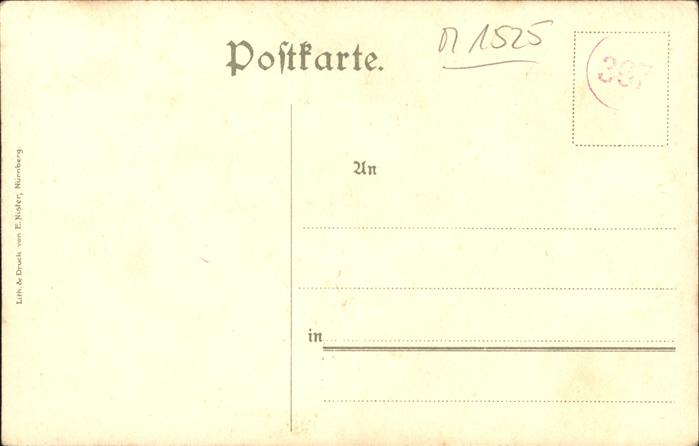 Postkarte.
M 1525
387
An
in
Lith. & Druck von E. Nister, Nürnberg.